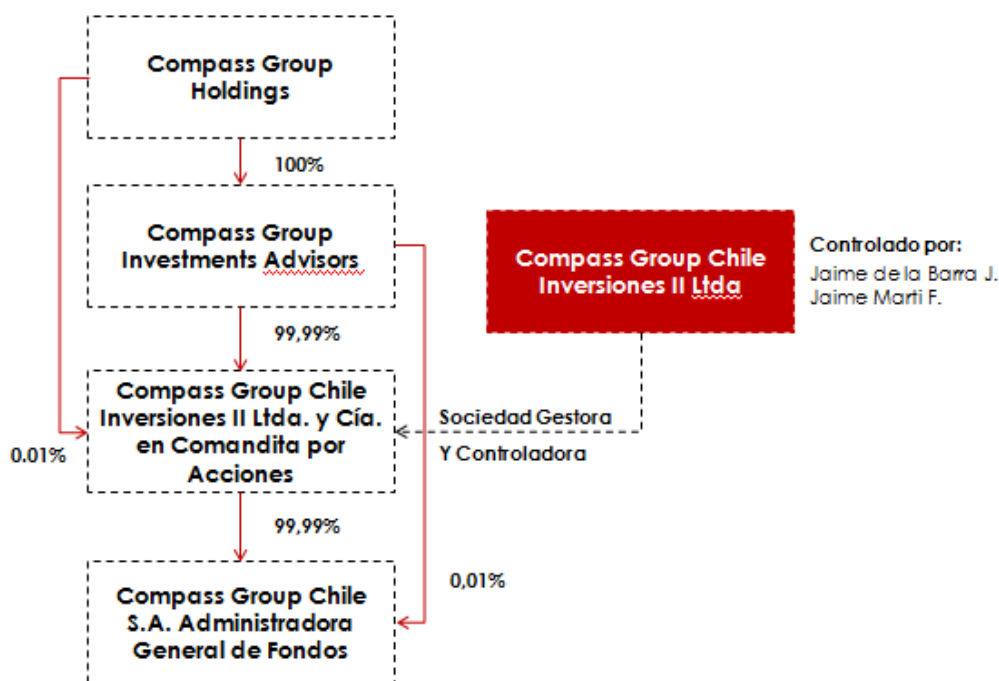 Compass Group
Holdings
100%
Compass Group
Investments Advisors
Compass Group Chile
Inversiones II Ltda
Controlado por:
Jaime de la Barra J.
Jaime Marti F.
99,99%
Compass Group Chile
Inversiones II Ltda. y Cía.
en Comandita por
Acciones
Sociedad Gestora
Y Controladora
0.01%
99,99%
0,01%
Compass Group Chile
S.A. Administradora
General de Fondos